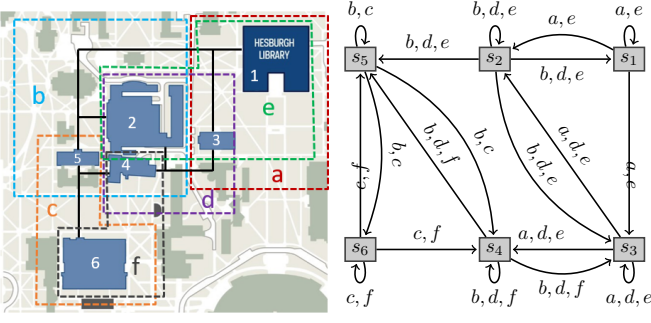 HESBURGH
LIBRARY
1
b
e
2
3
5
4
a
d
c
6
f
b, c
b, d, e
a, e
a, e
s5
b, d, e
s2
b, d, e
s1
b, c
b, d, f
b, c
b, d, e
a, d, e
a, e
c, f
s6
c, f
s4
a, d, e
s3
c, f
b, d, f
b, d, f
a, d, e